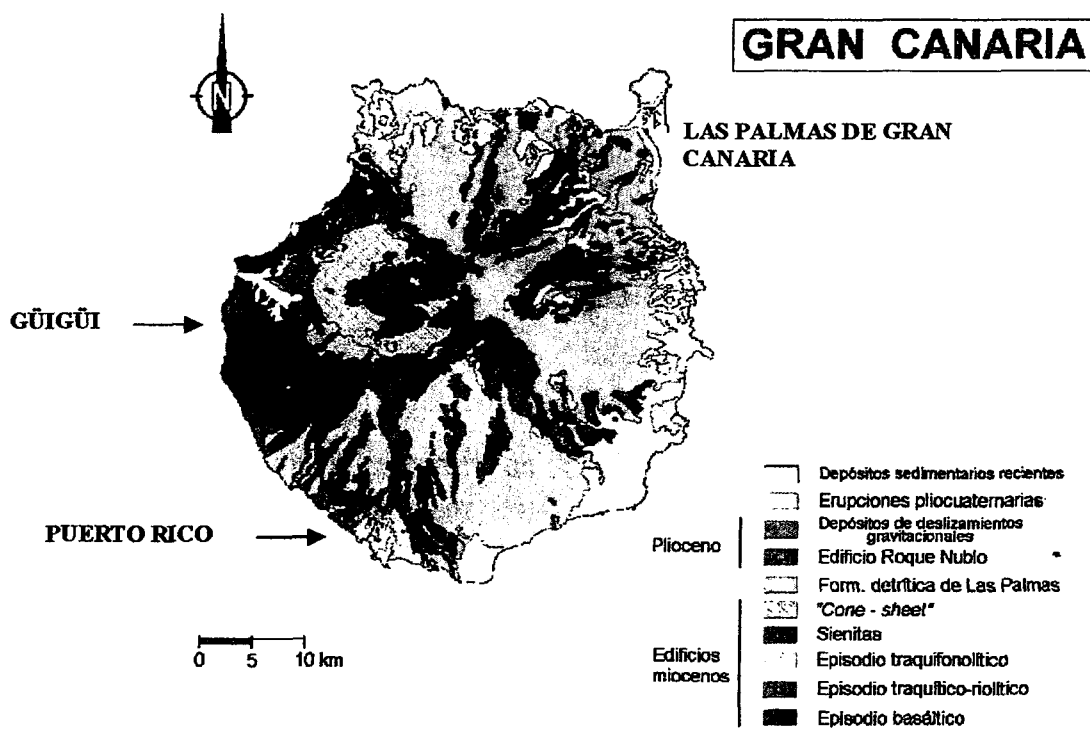 GRAN CANARIA
N
LAS PALMAS DE GRAN
CANARIA
GÜIGÜI
PUERTO RICO
0 5 10 km
Depósitos sedimentarios recientes
Erupciones pliocuaternarias
Plioceno
Depósitos de deslizamientos
gravitacionales
Edificio Roque Nublo
Form. detrítica de Las Palmas
Edificios
miocenos
"Cone - sheet"
Sienitas
Episodio traquifonolítico
Episodio traquítico-riolítico
Episodio basáltico